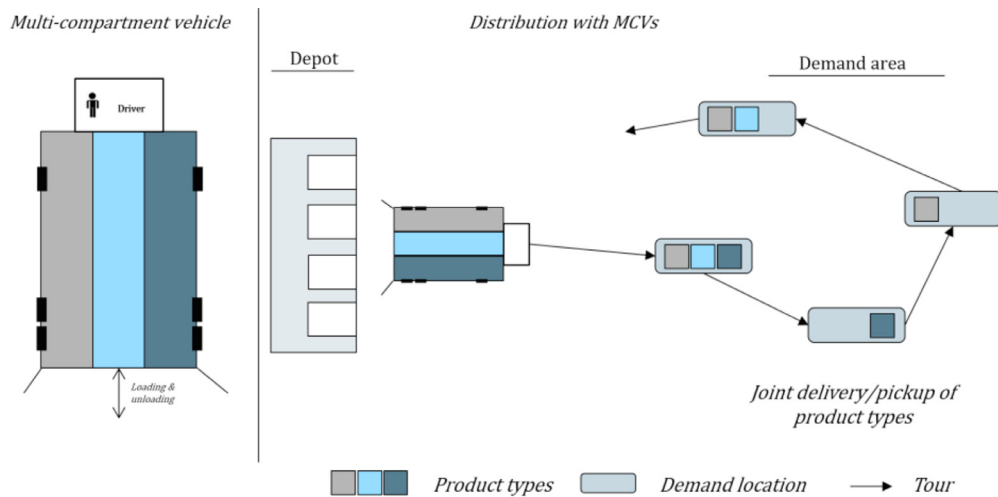 Multi-compartment vehicle
Driver
Loading &
unloading
Distribution with MCVs
Depot
Demand area
Joint delivery/pickup of
product types
Product types
Demand location
Tour